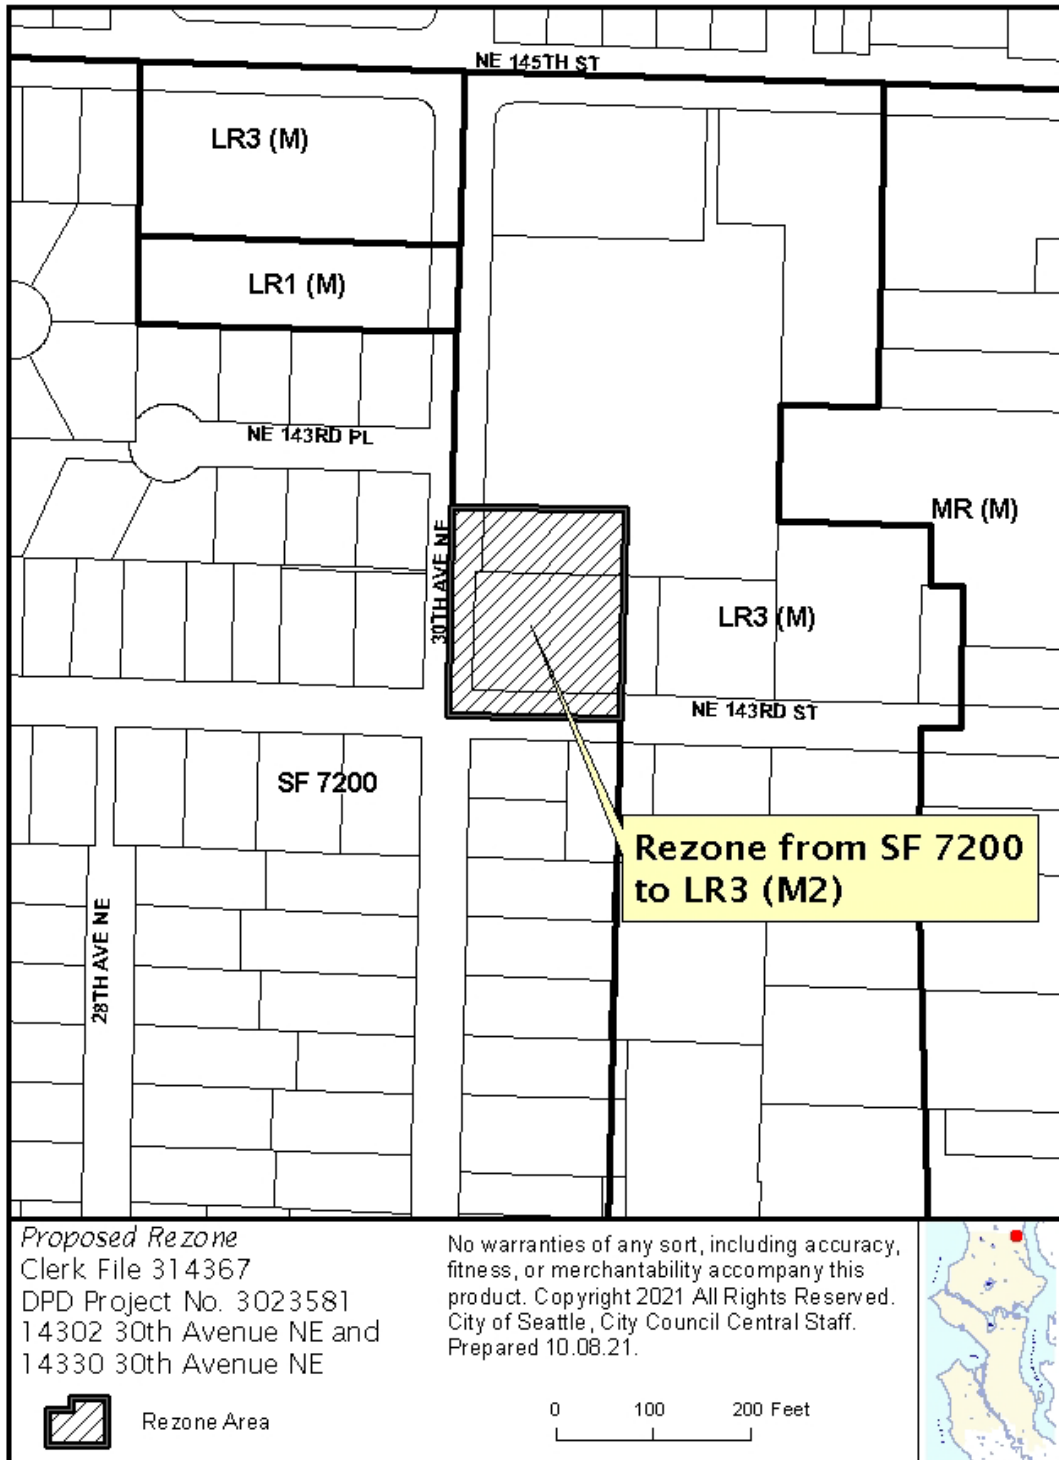 NE 145TH ST
LR3 (M)
LR1 (M)
NE 143RD PL
MR (M)
30TH AVE NE
LR3 (M)
NE 143RD ST
SF 7200
Rezone from SF 7200
to LR3 (M2)
28TH AVE NE
Proposed Rezone
Clerk File 314367
DPD Project No. 3023581
14302 30th Avenue NE and
14330 30th Avenue NE
Rezone Area
No warranties of any sort, including accuracy,
fitness, or merchantability accompany this
product. Copyright 2021 All Rights Reserved.
City of Seattle, City Council Central Staff.
Prepared 10.08.21.
0 100 200 Feet